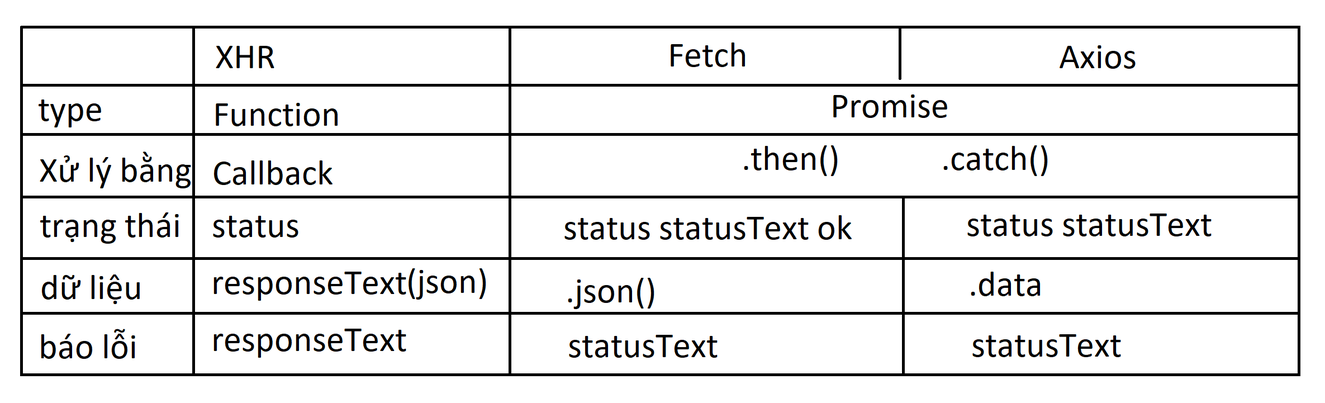 XHR Fetch Axios
type Function Promise
Xử lý bằng Callback .then() .catch()
trạng thái status status statusText ok status statusText
dữ liệu responseText(json) .json() .data
báo lỗi responseText statusText statusText